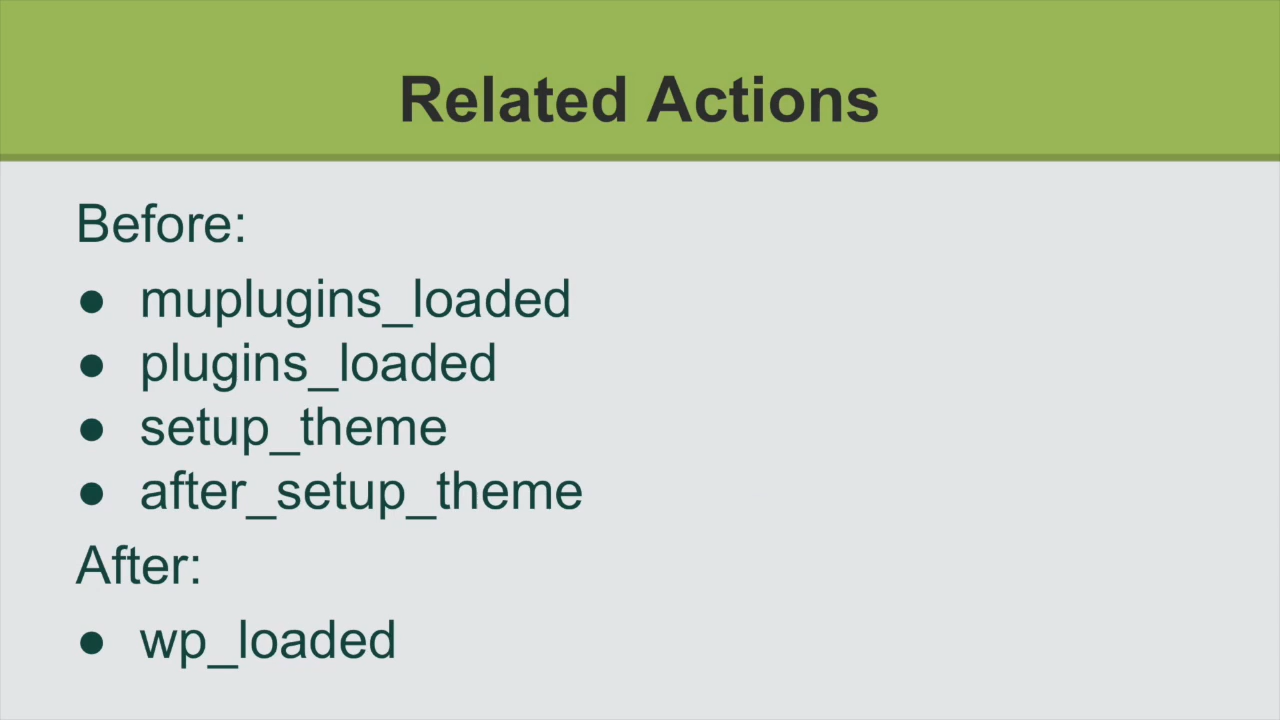 Related Actions
Before:
● muplugins_loaded
● plugins_loaded
● setup_theme
● after_setup_theme
After:
● wp_loaded